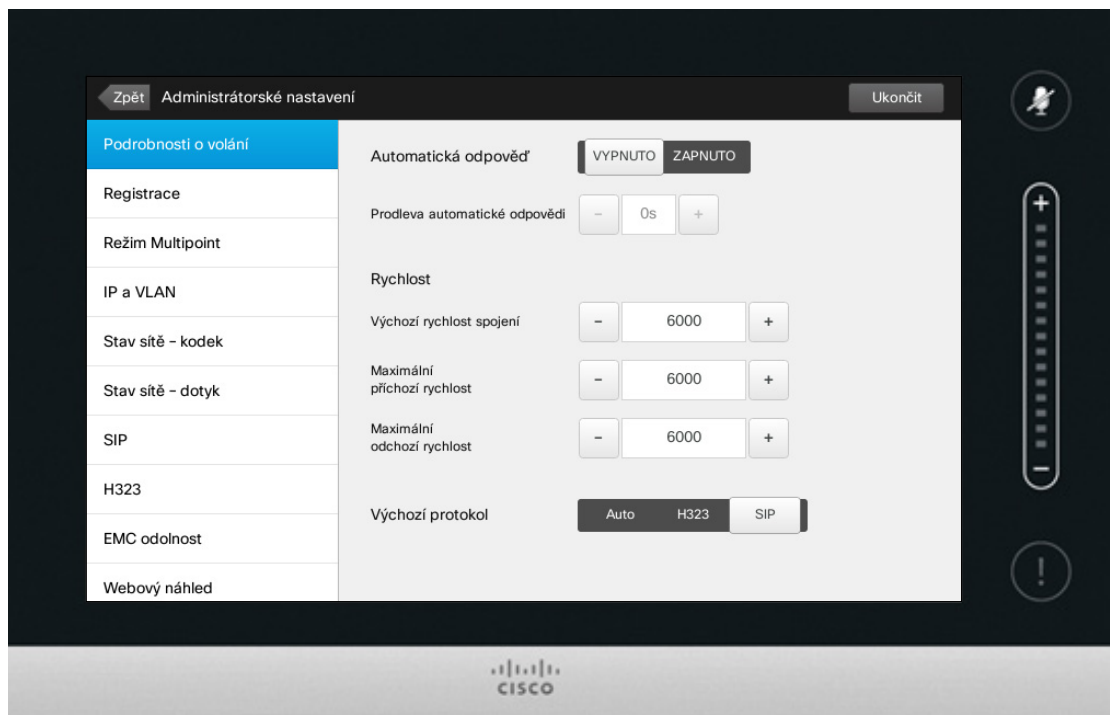 Zpět Administrátorské nastavení Ukončit
Podrobnosti o volání
Registrace
Režim Multipoint
IP a VLAN
Stav sítě – kodek
Stav sítě – dotyk
SIP
H323
EMC odolnost
Webový náhled
Automatická odpověď VYPNUTO ZAPNUTO
Prodleva automatické odpovědi – 0s +
Rychlost
Výchozí rychlost spojení – 6000 +
Maximální
příchozí rychlost – 6000 +
Maximální
odchozí rychlost – 6000 +
Výchozí protokol Auto H323 SIP
+
–
!
CISCO